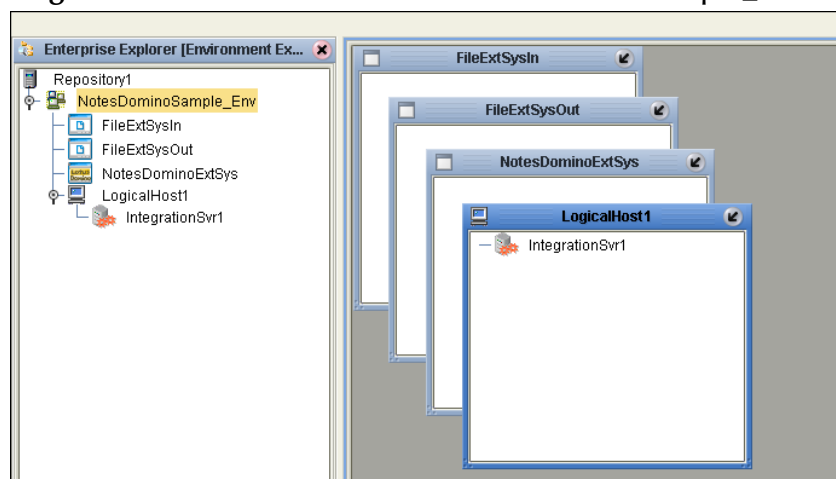 Enterprise Explorer [Environment Ex...
Repository1
NotesDominoSample_Env
FileExtSysIn
FileExtSysOut
NotesDominoExtSys
LogicalHost1
IntegrationSvr1
FileExtSysIn
FileExtSysOut
NotesDominoExtSys
LogicalHost1
IntegrationSvr1